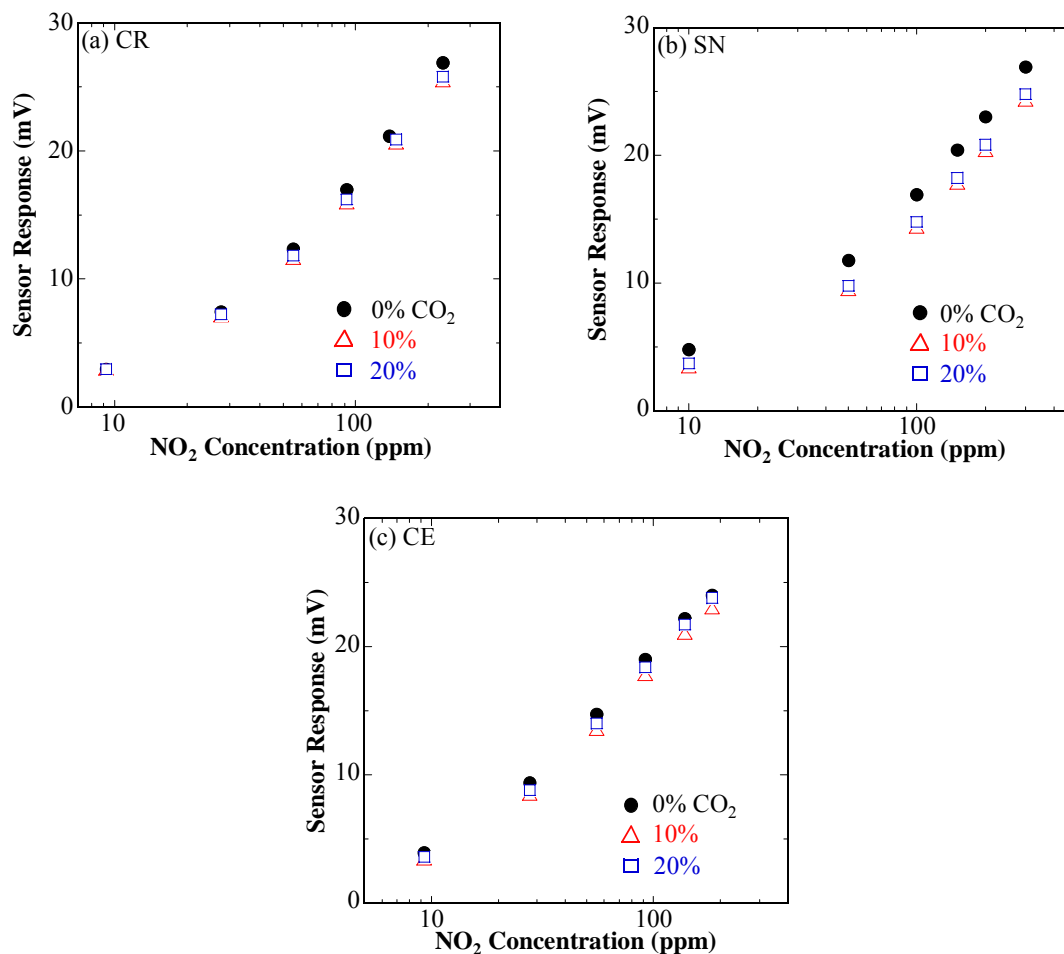 (a) CR
30
20
10
0
Sensor Response (mV)
0% CO₂
10%
20%
10
100
NO₂ Concentration (ppm)
(b) SN
30
20
10
0
Sensor Response (mV)
0% CO₂
10%
20%
10
100
NO₂ Concentration (ppm)
(c) CE
30
20
10
0
Sensor Response (mV)
0% CO₂
10%
20%
10
100
NO₂ Concentration (ppm)